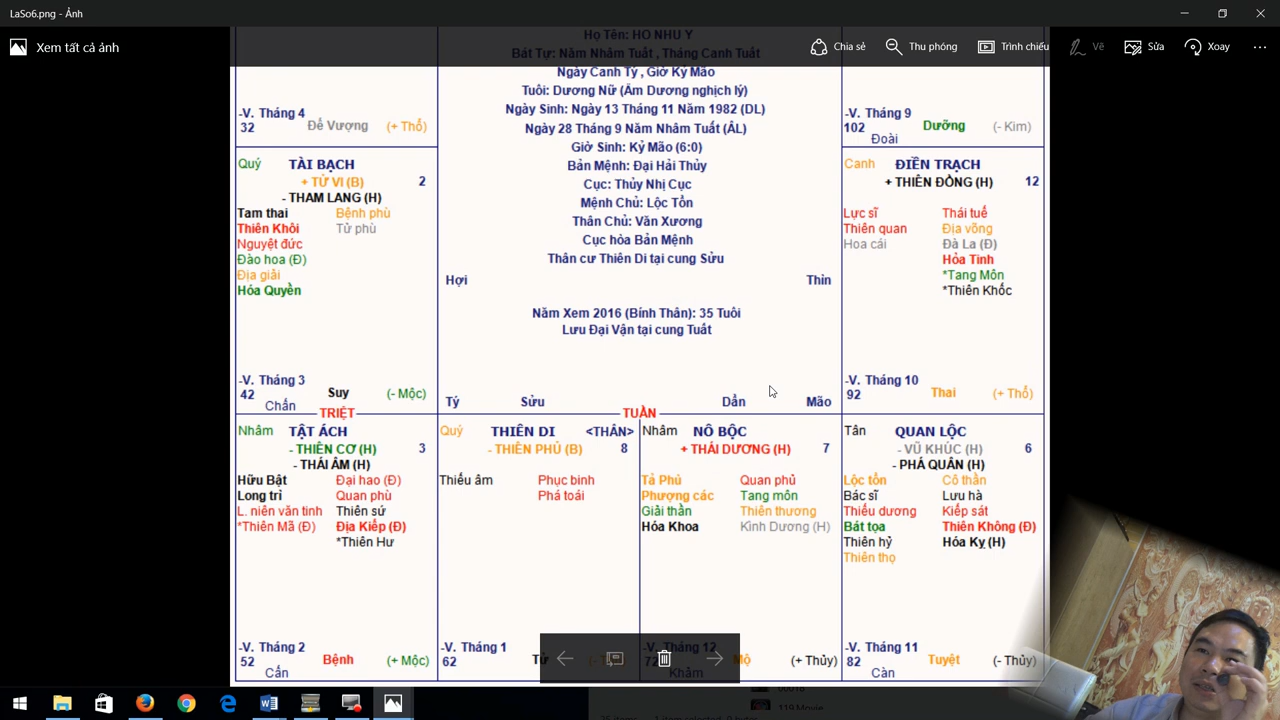 LaSo6.png - Ảnh
Xem tất cả ảnh
Chia sẻ
Thu phóng
Trình chiếu
Vẽ
Sửa
Xoay
Họ Tên: HO NHU Y
Bát Tự: Năm Nhâm Tuất , Tháng Canh Tuất
Ngày Canh Tý , Giờ Kỷ Mão
Tuổi: Dương Nữ (Âm Dương nghịch lý)
Ngày Sinh: Ngày 13 Tháng 11 Năm 1982 (DL)
Ngày 28 Tháng 9 Năm Nhâm Tuất (ÂL)
Giờ Sinh: Kỷ Mão (6:0)
Bản Mệnh: Đại Hải Thủy
Cục: Thủy Nhị Cục
Mệnh Chủ: Lộc Tồn
Thân Chủ: Văn Xương
Cục hòa Bản Mệnh
Thân cư Thiên Di tại cung Sửu
Hợi
Thìn
Năm Xem 2016 (Bính Thân): 35 Tuổi
Lưu Đại Vận tại cung Tuất
Tý
Sửu
Dần
Mão
-V. Tháng 4
32
Đế Vượng
(+ Thổ)
-V. Tháng 9
102
Dưỡng
(- Kim)
Đoài
Quý
TÀI BẠCH
+ TỬ VI (B)
2
- THAM LANG (H)
Tam thai
Bệnh phù
Thiên Khôi
Tử phù
Nguyệt đức
Đào hoa (Đ)
Địa giải
Hóa Quyền
-V. Tháng 3
42
Suy
(- Mộc)
Chấn
TRIỆT
Canh
ĐIỀN TRẠCH
+ THIÊN ĐỒNG (H)
12
Lực sĩ
Thái tuế
Thiên quan
Địa võng
Hoa cái
Đà La (Đ)
Hỏa Tinh
*Tang Môn
*Thiên Khốc
-V. Tháng 10
92
Thai
(+ Thổ)
TUẦN
Nhâm
TẬT ÁCH
- THIÊN CƠ (H)
3
- THÁI ÂM (H)
Hữu Bật
Đại hao (Đ)
Long trì
Quan phù
L. niên văn tinh
Thiên sứ
*Thiên Mã (Đ)
Địa Kiếp (Đ)
*Thiên Hư
-V. Tháng 2
52
Bệnh
(+ Mộc)
Cấn
Quý
THIÊN DI
<THÂN>
- THIÊN PHỦ (B)
8
Thiếu âm
Phục binh
Phá toái
-V. Tháng 1
62
Nhâm
NÔ BỘC
+ THÁI DƯƠNG (H)
7
Tả Phù
Quan phủ
Phượng các
Tang môn
Giải thần
Thiên thương
Hóa Khoa
Kình Dương (H)
-V. Tháng 12
72
Mộ
(+ Thủy)
Khảm
Tân
QUAN LỘC
- VŨ KHÚC (H)
6
- PHÁ QUÂN (H)
Lộc tồn
Cô thần
Bác sĩ
Lưu hà
Thiếu dương
Kiếp sát
Bát tọa
Thiên Không (Đ)
Thiên hỷ
Hóa Kỵ (H)
Thiên thọ
-V. Tháng 11
82
Tuyệt
(- Thủy)
Càn
119 Movie